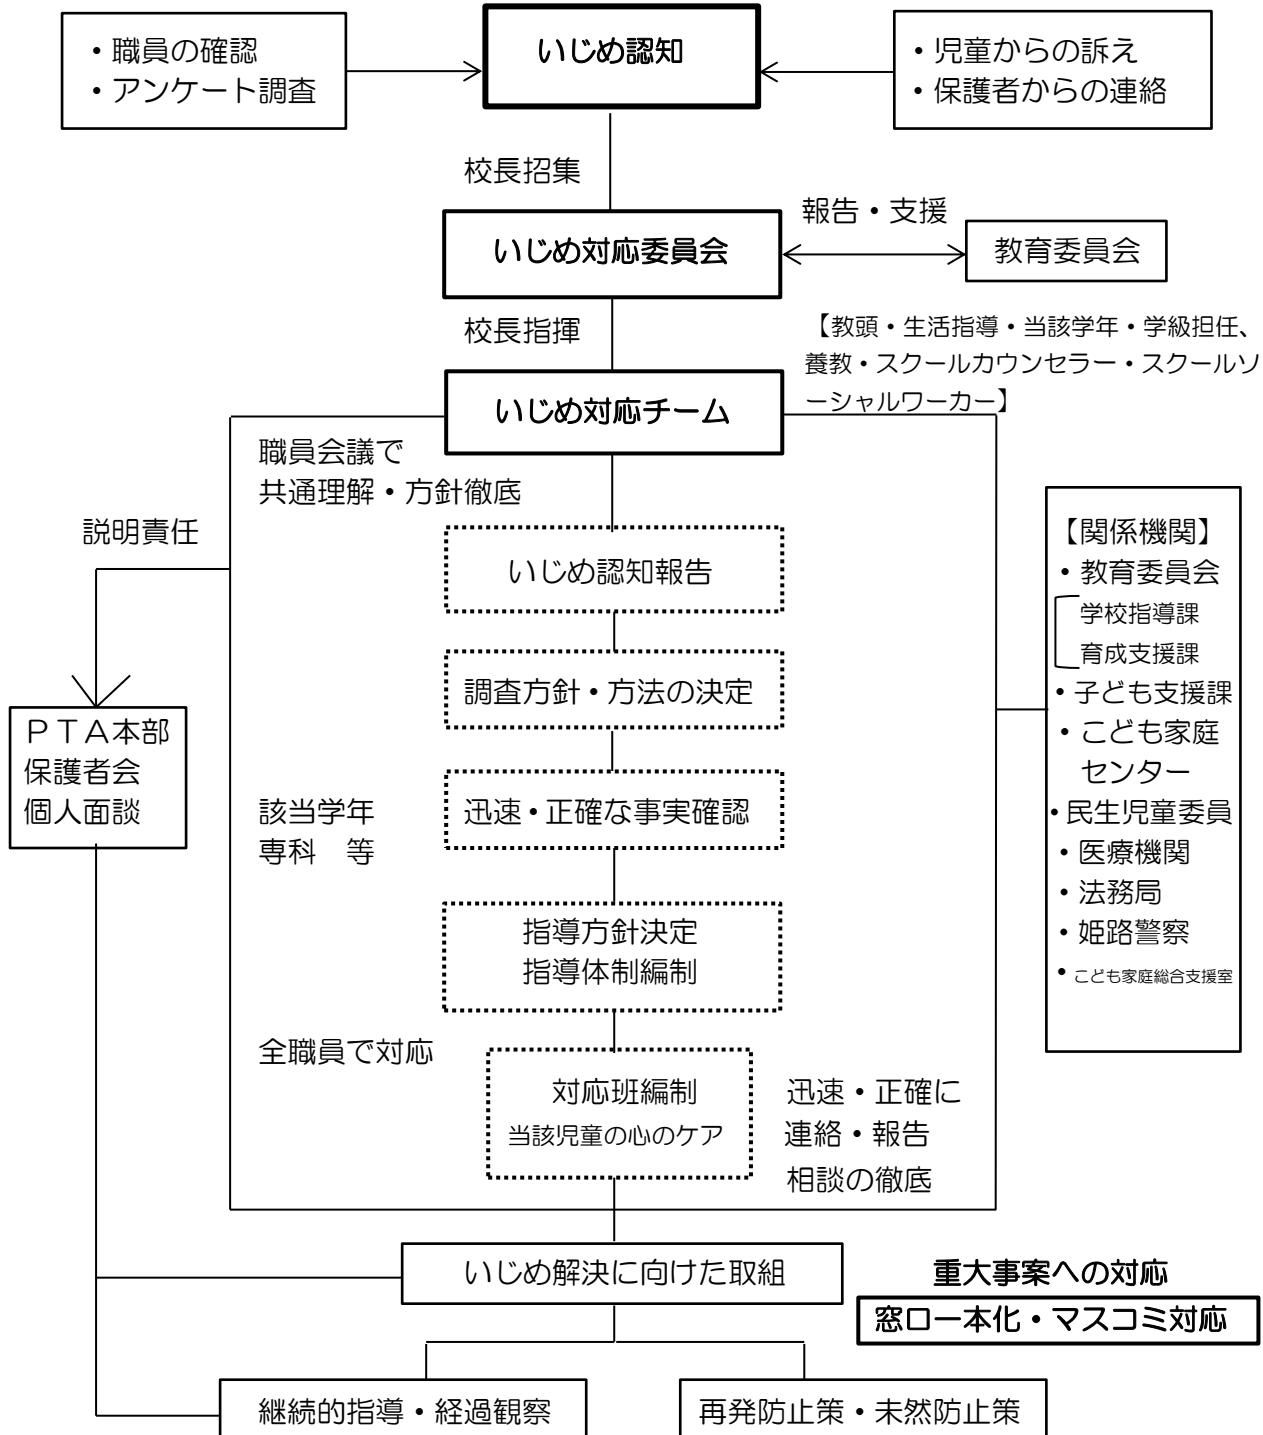 ・職員の確認
・アンケート調査
いじめ認知
・児童からの訴え
・保護者からの連絡
校長招集
報告・支援
いじめ対応委員会
教育委員会
校長指揮
【教頭・生活指導・当該学年・学級担任、
養教・スクールカウンセラー・スクールソ
ーシャルワーカー】
いじめ対応チーム
職員会議で
共通理解・方針徹底
説明責任
いじめ認知報告
【関係機関】
・教育委員会
学校指導課
育成支援課
・子ども支援課
・こども家庭
センター
・民生児童委員
・医療機関
・法務局
・姫路警察
・こども家庭総合支援室
調査方針・方法の決定
ＰＴＡ本部
保護者会
個人面談
該当学年
専科　等
迅速・正確な事実確認
指導方針決定
指導体制編制
全職員で対応
対応班編制
当該児童の心のケア
迅速・正確に
連絡・報告
相談の徹底
いじめ解決に向けた取組
重大事案への対応
窓口一本化・マスコミ対応
継続的指導・経過観察
再発防止策・未然防止策